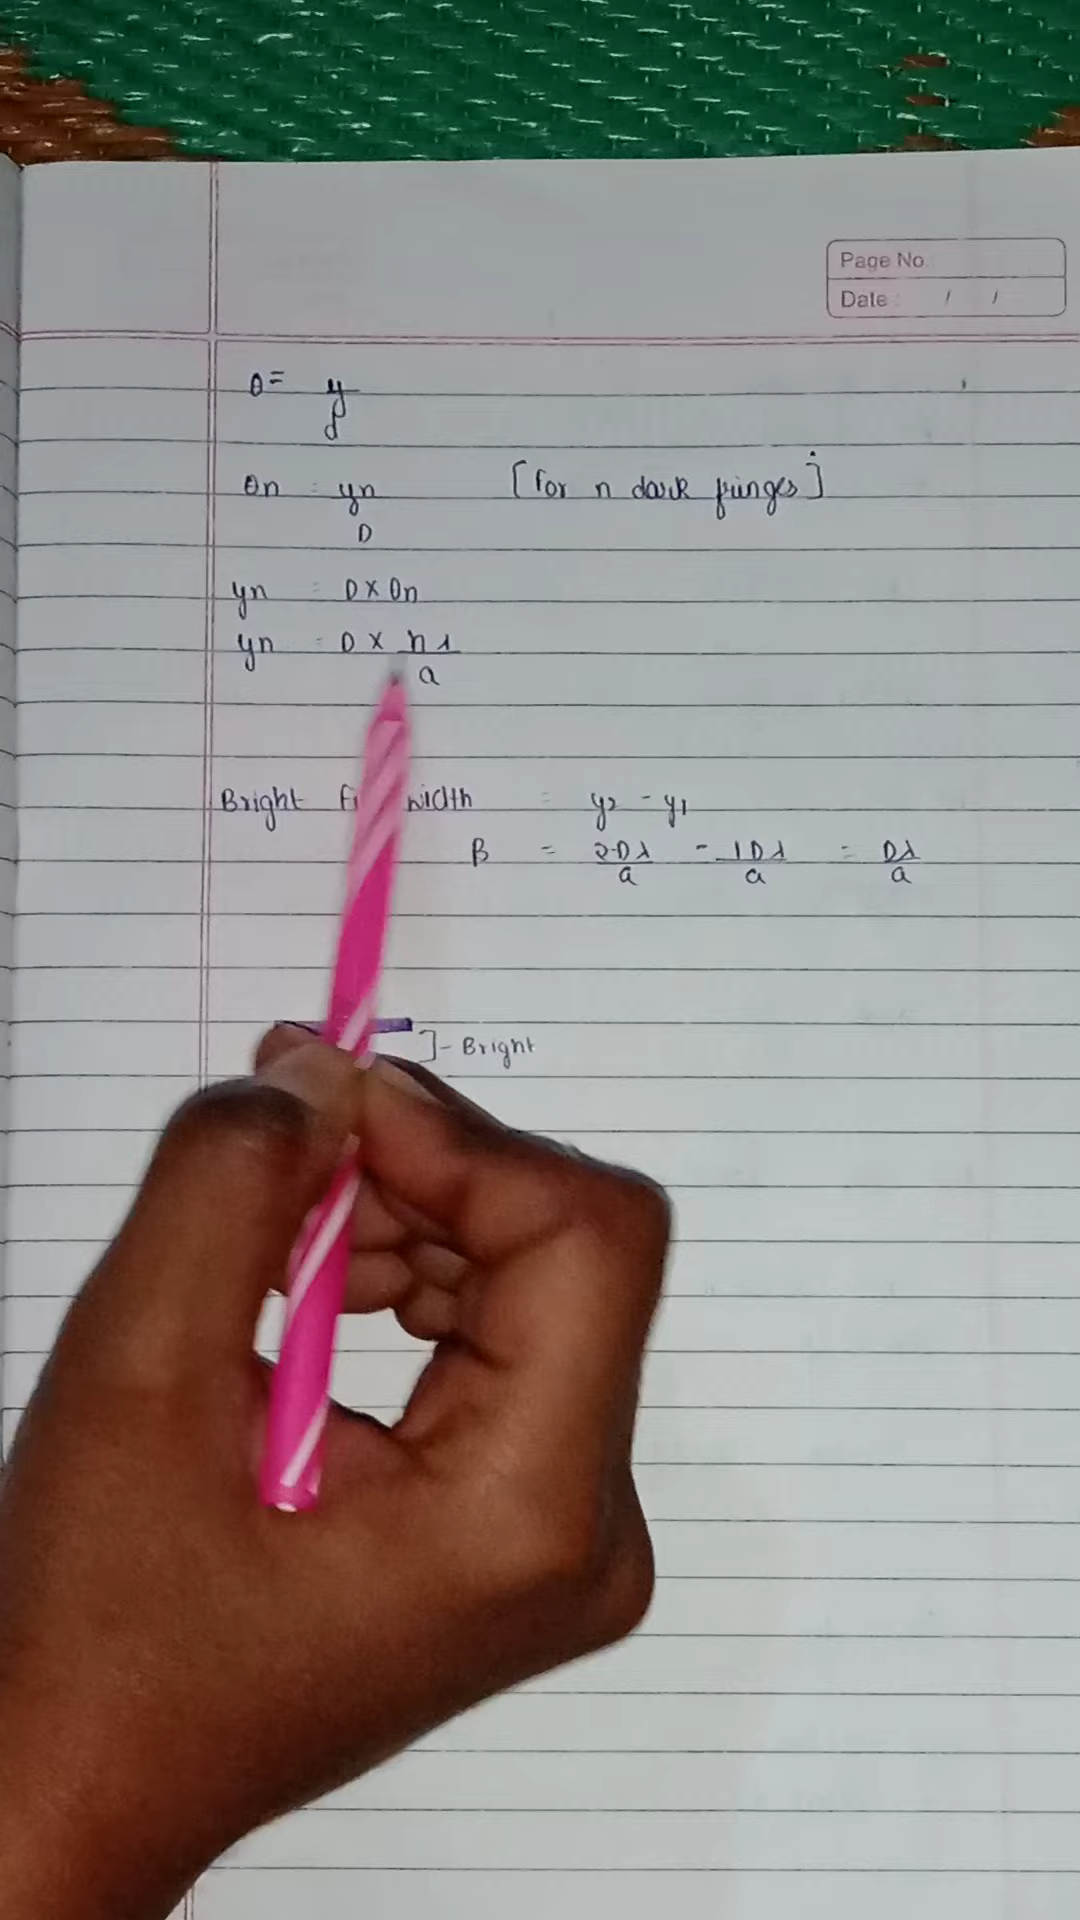 Page No.
Date : / /
θ = y
D
θn = yn [for n dark fringes]
D
yn = D × θn
yn = D × nλ
a
Bright width = y2 - y1
β = 2Dλ - 1Dλ = Dλ
a a a
]- Bright